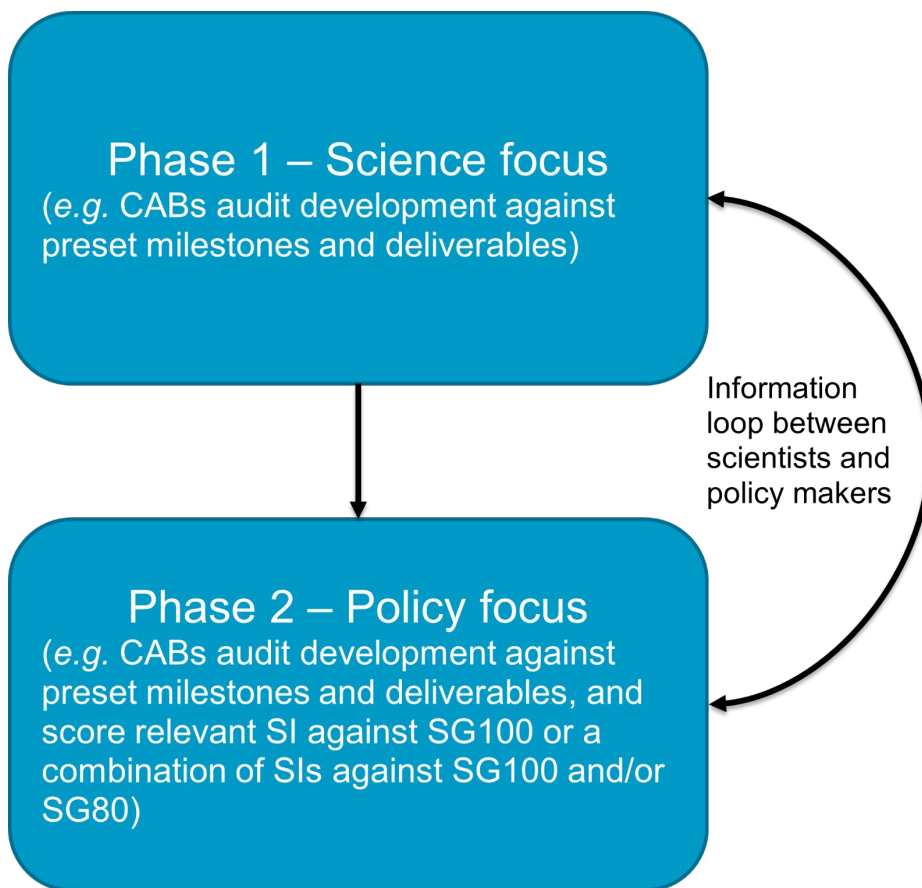 Phase 1 – Science focus
(e.g. CABs audit development against
preset milestones and deliverables)
Information
loop between
scientists and
policy makers
Phase 2 – Policy focus
(e.g. CABs audit development against
preset milestones and deliverables, and
score relevant SI against SG100 or a
combination of SIs against SG100 and/or
SG80)